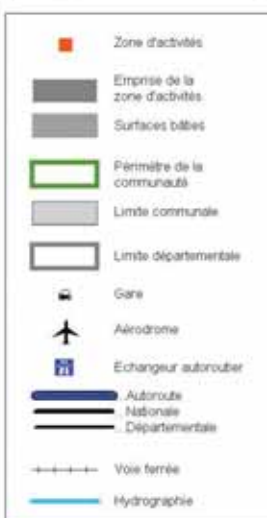 Zone d'activités
Emprise de la
zone d'activités
Surfaces bâties
Périmètre de la
communauté
Limite communale
Limite départementale
Gare
Aérodrome
Echangeur autoroutier
Autoroute
Nationale
Départementale
Voie ferrée
Hydrographie